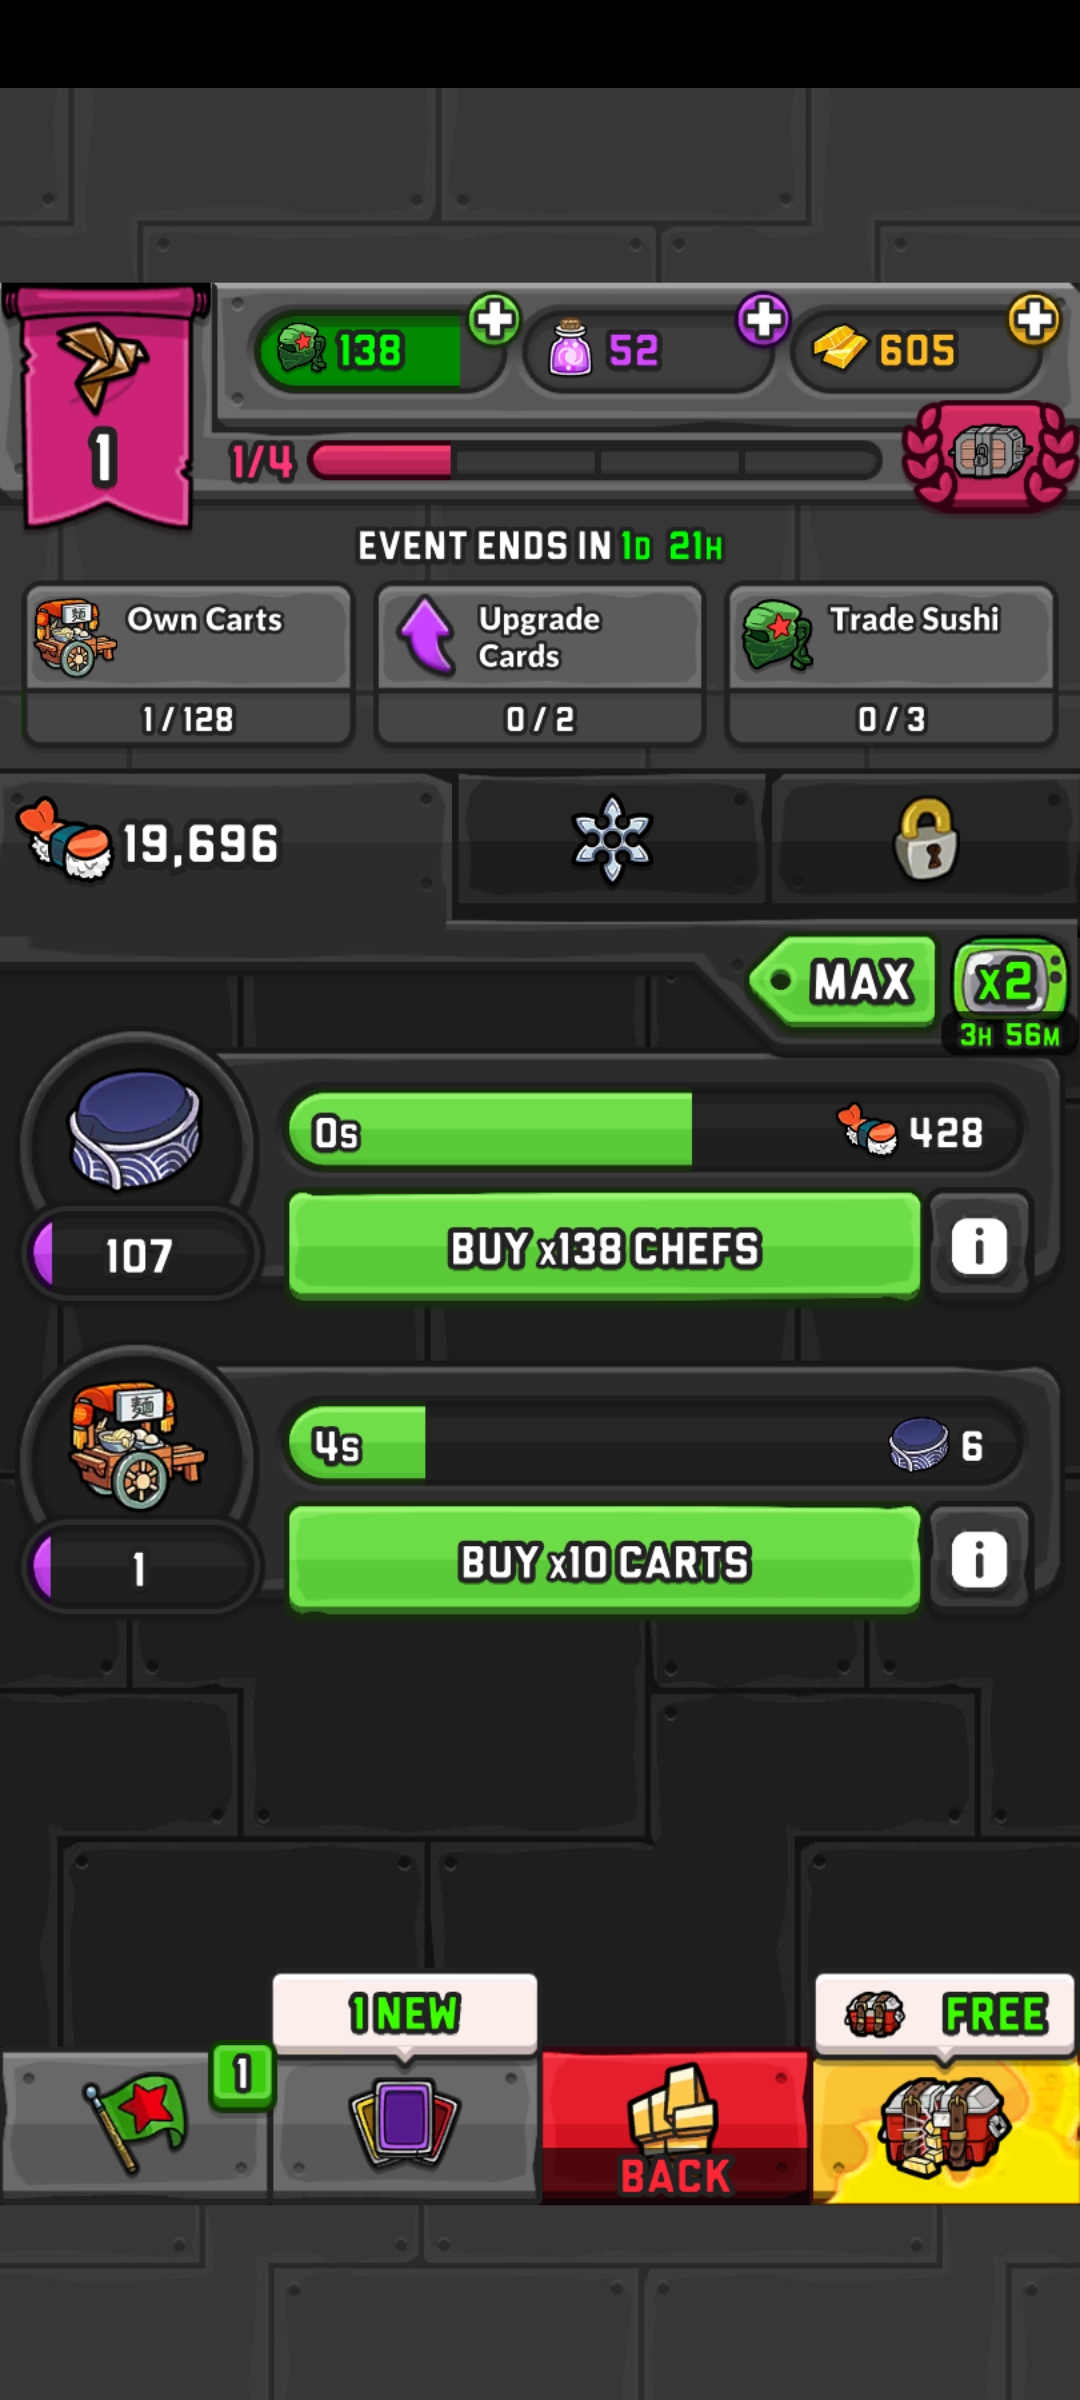 138
52
605
1
1/4
EVENT ENDS IN 1D 21H
Own Carts
Upgrade
Cards
Trade Sushi
1/128
0/2
0/3
19,696
MAX
x2
3H 56M
0s
428
107
BUY x138 CHEFS
i
麺
4s
6
1
BUY x10 CARTS
i
1 NEW
FREE
1
BACK